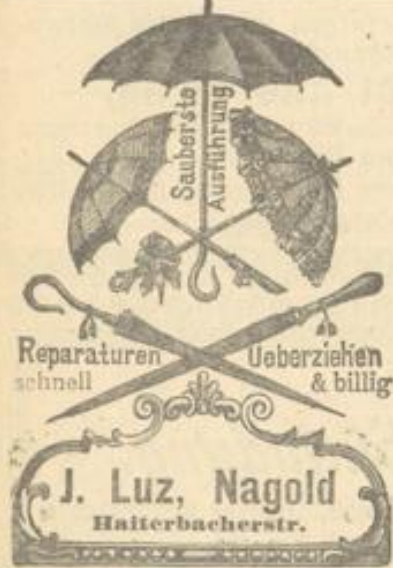 Sauberste
Ausführung
Reparaturen Ueberziehen
schnell & billig
J. Luz, Nagold
Haiterbacherstr.